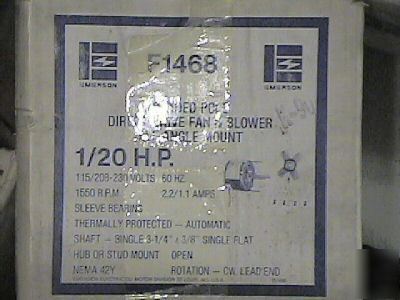 F1468
EMERSON EMERSON
DIRECT DRIVE FAN & BLOWER
ANGLE MOUNT
1/20 H.P.
115/208-230 VOLTS 60 HZ.
1550 R.P.M. 2.2/1.1 AMPS
SLEEVE BEARING
THERMALLY PROTECTED - AUTOMATIC
SHAFT - SINGLE 3-1/4" x 3/8" SINGLE FLAT
HUB OR STUD MOUNT OPEN
NEMA 42Y ROTATION - CW. LEAD END